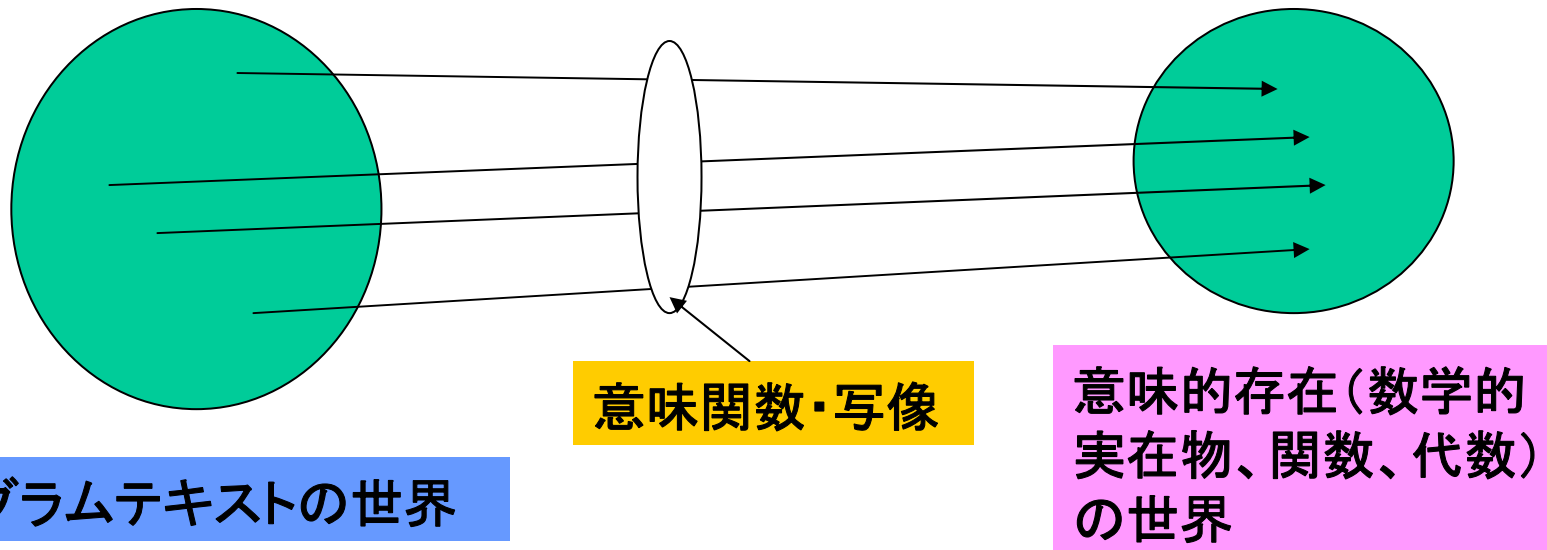 意味関数・写像
意味的存在(数学的
実在物、関数、代数)
の世界
グラムテキストの世界